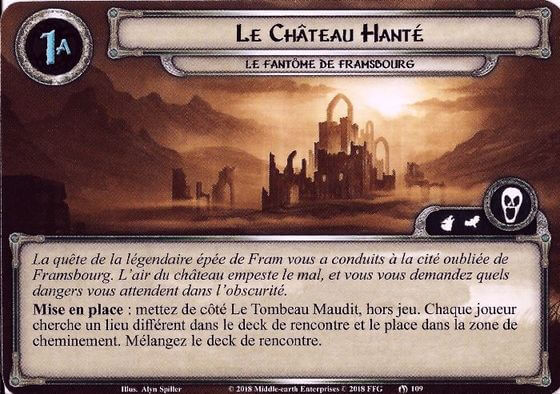 1A
LE CHÂTEAU HANTÉ
LE FANTÔME DE FRAMSBOURG
La quête de la légendaire épée de Fram vous a conduits à la cité oubliée de
Framsbourg. L'air du château empeste le mal, et vous vous demandez quels
dangers vous attendent dans l'obscurité.
Mise en place : mettez de côté Le Tombeau Maudit, hors jeu. Chaque joueur
cherche un lieu différent dans le deck de rencontre et le place dans la zone de
cheminement. Mélangez le deck de rencontre.
Illus. Alyn Spiller © 2018 Middle-earth Enterprises © 2018 FFG 109